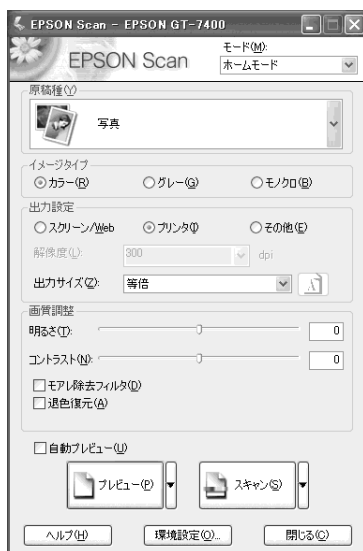 EPSON Scan - EPSON GT-7400
EPSON Scan
モード(M):
ホームモード
原稿種(Y)
写真
イメージタイプ
カラー(R) グレー(G) モノクロ(B)
出力設定
スクリーン/Web プリンタ(I) その他(E)
解像度(L): 300 dpi
出力サイズ(Z): 等倍
画質調整
明るさ(T): 0
コントラスト(N): 0
モアレ除去フィルタ(D)
退色復元(A)
自動プレビュー(U)
プレビュー(P) スキャン(S)
ヘルプ(H) 環境設定(O)... 閉じる(C)